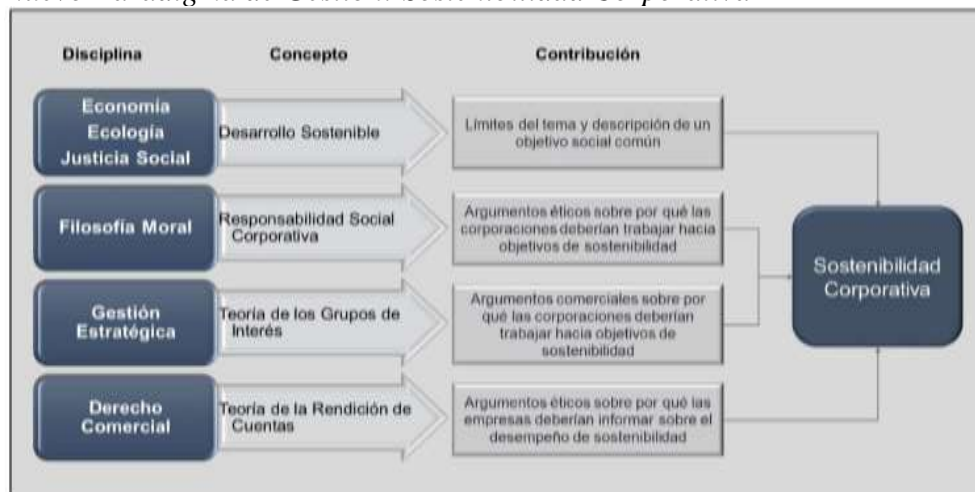 Disciplina
Concepto
Contribución
Economía
Ecología
Justicia Social
Desarrollo Sostenible
Límites del tema y descripción de un
objetivo social común
Filosofía Moral
Responsabilidad Social
Corporativa
Argumentos éticos sobre por qué las
corporaciones deberían trabajar hacia
objetivos de sostenibilidad
Gestión
Estratégica
Teoría de los Grupos de
Interés
Argumentos comerciales sobre por
qué las corporaciones deberían
trabajar hacia objetivos de
sostenibilidad
Derecho
Comercial
Teoría de la Rendición de
Cuentas
Argumentos éticos sobre por qué las
empresas deberían informar sobre el
desempeño de sostenibilidad
Sostenibilidad
Corporativa